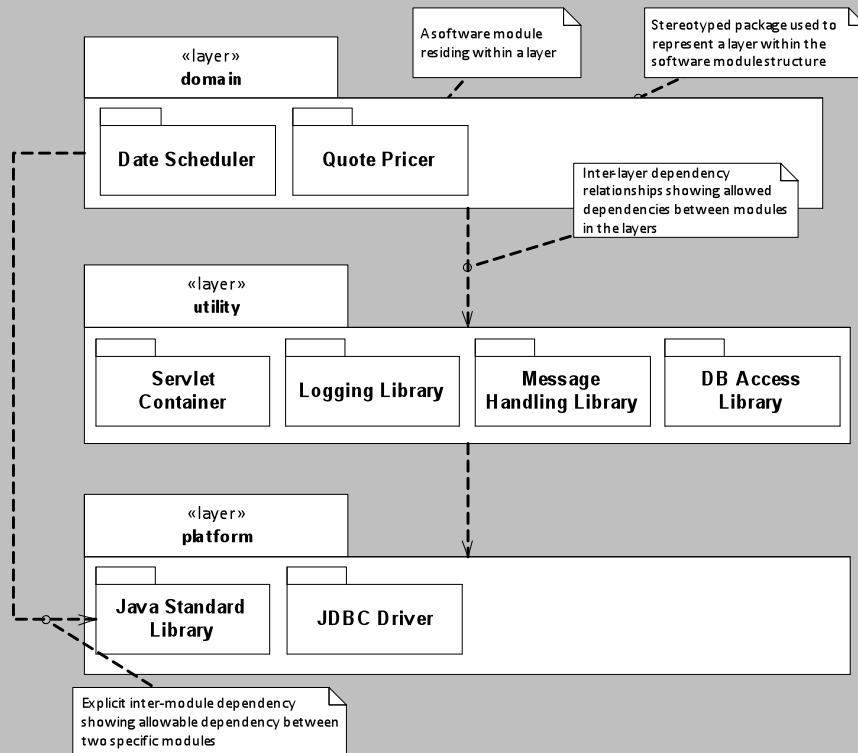 A software module
residing within a layer
Stereotyped package used to
represent a layer within the
software module structure
«layer»
domain
Date Scheduler
Quote Pricer
Inter-layer dependency
relationships showing allowed
dependencies between modules
in the layers
«layer»
utility
Servlet
Container
Logging Library
Message
Handling Library
DB Access
Library
«layer»
platform
Java Standard
Library
JDBC Driver
Explicit inter-module dependency
showing allowable dependency between
two specific modules